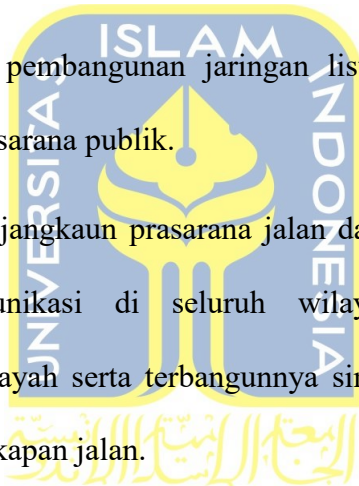 ISLAM
UNIVERSITAS
INDONESIA
pembangunan jaringan lis
sarana publik.
jangkaun prasarana jalan da
unikasi di seluruh wilay
ayah serta terbangunnya sin
kapan jalan.